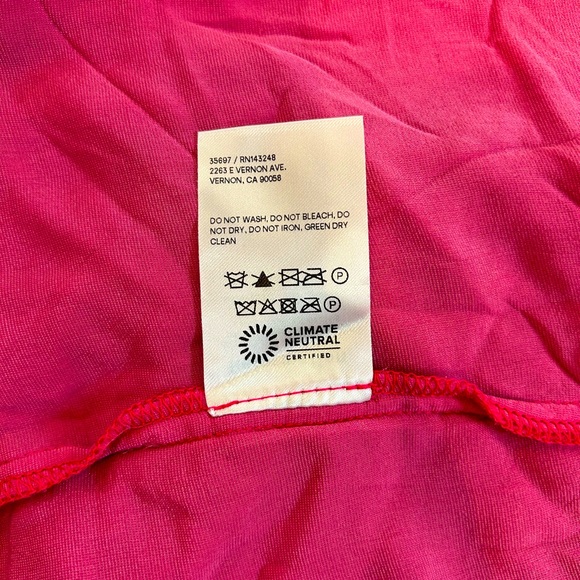 35697 / RN143248
2263 E VERNON AVE.
VERNON, CA 90058
DO NOT WASH, DO NOT BLEACH, DO
NOT DRY, DO NOT IRON, GREEN DRY
CLEAN
P
P
CLIMATE
NEUTRAL
CERTIFIED